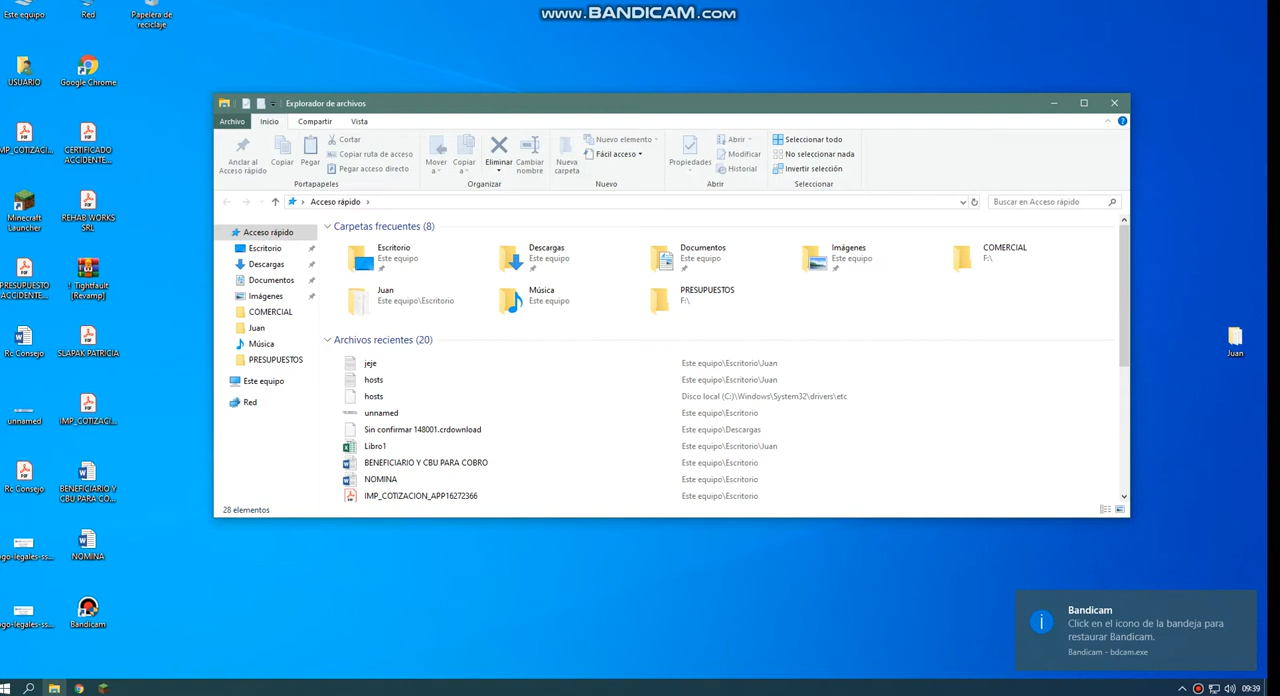 www.BANDICAM.com
Este equipo
Red
Papelera de
reciclaje
USUARIO
Google Chrome
IMP_COTIZACI...
CERTIFICADO
ACCIDENTE...
Minecraft
Launcher
REHAB WORKS
SRL
PRESUPUESTO
ACCIDENTE...
! Tightfault
[Revamp]
Rc Consejo
SLAPAK PATRICIA
unnamed
IMP_COTIZACI...
Rc Consejo
BENEFICIARIO Y
CBU PARA CO...
ogo-legales-ss...
NOMINA
ogo-legales-ss...
Bandicam
Explorador de archivos
Archivo
Inicio
Compartir
Vista
Anclar al
Acceso rápido
Copiar
Pegar
Cortar
Copiar ruta de acceso
Pegar acceso directo
Portapapeles
Mover
a
Copiar
a
Eliminar
Cambiar
nombre
Organizar
Nueva
carpeta
Nuevo elemento
Fácil acceso
Nuevo
Propiedades
Abrir
Modificar
Historial
Abrir
Seleccionar todo
No seleccionar nada
Invertir selección
Seleccionar
Acceso rápido
Buscar en Acceso rápido
Acceso rápido
Escritorio
Descargas
Documentos
Imágenes
COMERCIAL
Juan
Música
PRESUPUESTOS
Este equipo
Red
Carpetas frecuentes (8)
Escritorio
Este equipo
Descargas
Este equipo
Documentos
Este equipo
Imágenes
Este equipo
COMERCIAL
F:\
Juan
Este equipo\Escritorio
Música
Este equipo
PRESUPUESTOS
F:\
Archivos recientes (20)
jeje Este equipo\Escritorio\Juan
hosts Este equipo\Escritorio\Juan
hosts Disco local (C:)\Windows\System32\drivers\etc
unnamed Este equipo\Escritorio
Sin confirmar 148001.crdownload Este equipo\Descargas
Libro1 Este equipo\Escritorio\Juan
BENEFICIARIO Y CBU PARA COBRO Este equipo\Escritorio
NOMINA Este equipo\Escritorio
IMP_COTIZACION_APP16272366 Este equipo\Escritorio
28 elementos
Juan
Bandicam
Click en el icono de la bandeja para
restaurar Bandicam.
Bandicam - bdcam.exe
09:39